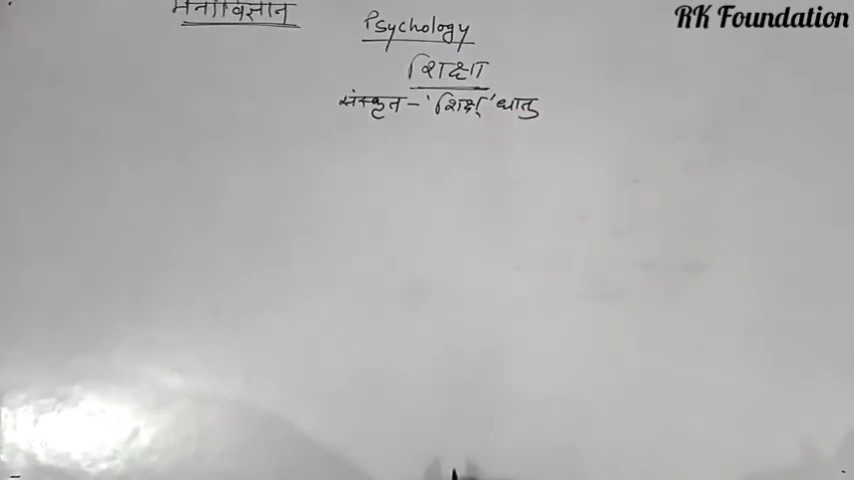 RK Foundation
मनोविज्ञान
Psychology
शिक्षा
संस्कृत - 'शिक्ष्' धातु